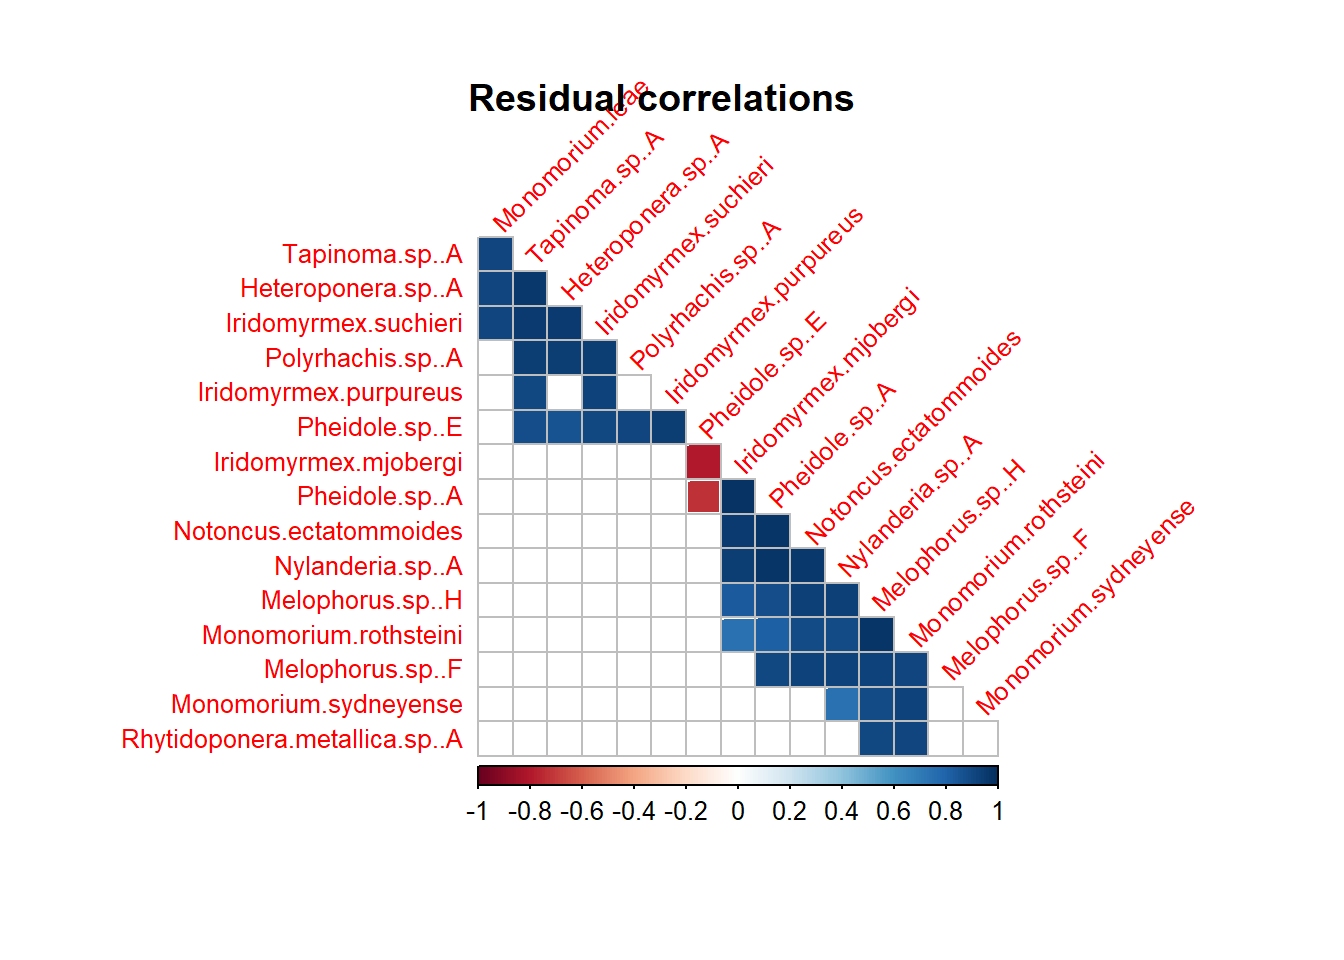 Residual correlations
Monomorium.leae
Tapinoma.sp..A
Heteroponera.sp..A
Iridomyrmex.suchieri
Polyrhachis.sp..A
Iridomyrmex.purpureus
Pheidole.sp..E
Iridomyrmex.mjobergi
Pheidole.sp..A
Notoncus.ectatommoides
Nylanderia.sp..A
Melophorus.sp..H
Monomorium.rothsteini
Melophorus.sp..F
Monomorium.sydneyense
Tapinoma.sp..A
Heteroponera.sp..A
Iridomyrmex.suchieri
Polyrhachis.sp..A
Iridomyrmex.purpureus
Pheidole.sp..E
Iridomyrmex.mjobergi
Pheidole.sp..A
Notoncus.ectatommoides
Nylanderia.sp..A
Melophorus.sp..H
Monomorium.rothsteini
Melophorus.sp..F
Monomorium.sydneyense
Rhytidoponera.metallica.sp..A
-1 -0.8 -0.6 -0.4 -0.2 0 0.2 0.4 0.6 0.8 1